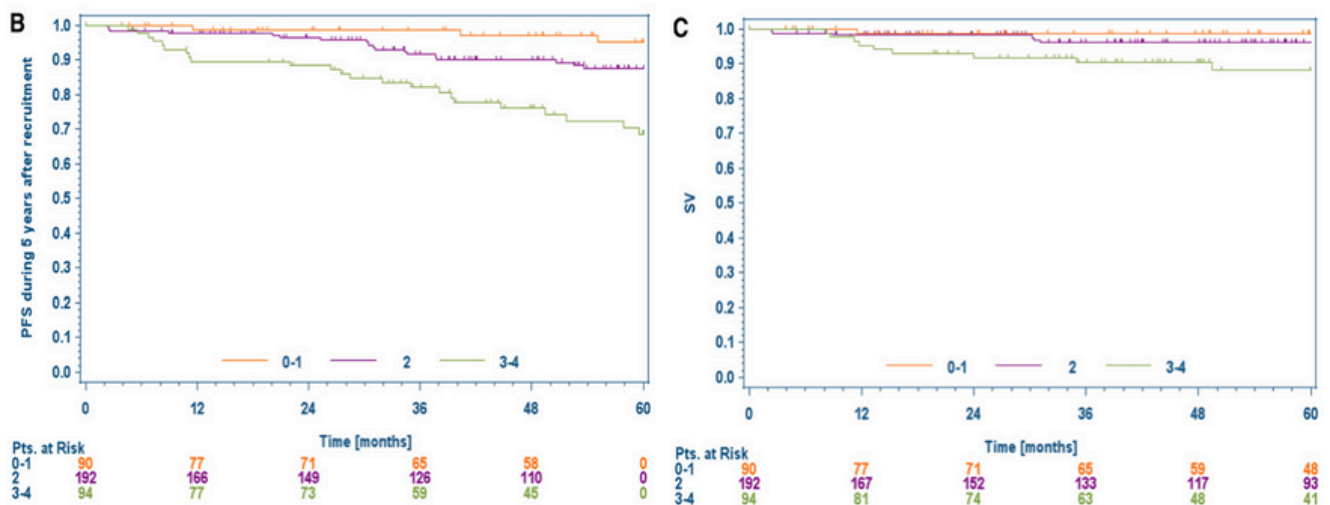 B
PFS during 5 years after recruitment
1.0
0.9
0.8
0.7
0.6
0.5
0.4
0.3
0.2
0.1
0.0
0-1 2 3-4
0 12 24 36 48 60
Time [months]
Pts. at Risk
0-1 90 77 71 65 58 0
2 192 166 149 126 110 0
3-4 94 77 73 59 45 0
C
SV
1.0
0.9
0.8
0.7
0.6
0.5
0.4
0.3
0.2
0.1
0.0
0-1 2 3-4
0 12 24 36 48 60
Time [months]
Pts. at Risk
0-1 90 77 71 65 59 48
2 192 167 152 133 117 93
3-4 94 81 74 63 48 41